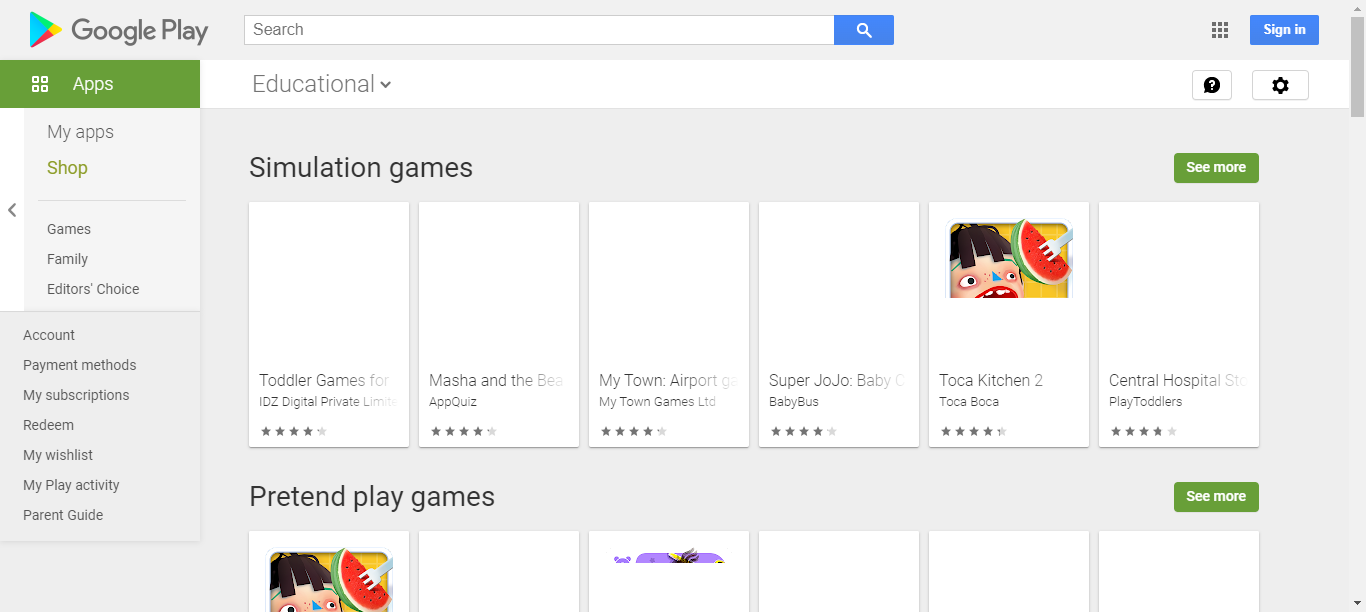 Google Play
Search
Sign in
Apps
Educational
My apps
Shop
Games
Family
Editors' Choice
Account
Payment methods
My subscriptions
Redeem
My wishlist
My Play activity
Parent Guide
Simulation games
See more
Toddler Games for
IDZ Digital Private Limite
Masha and the Bea
AppQuiz
My Town: Airport ga
My Town Games Ltd
Super JoJo: Baby C
BabyBus
Toca Kitchen 2
Toca Boca
Central Hospital Sto
PlayToddlers
Pretend play games
See more